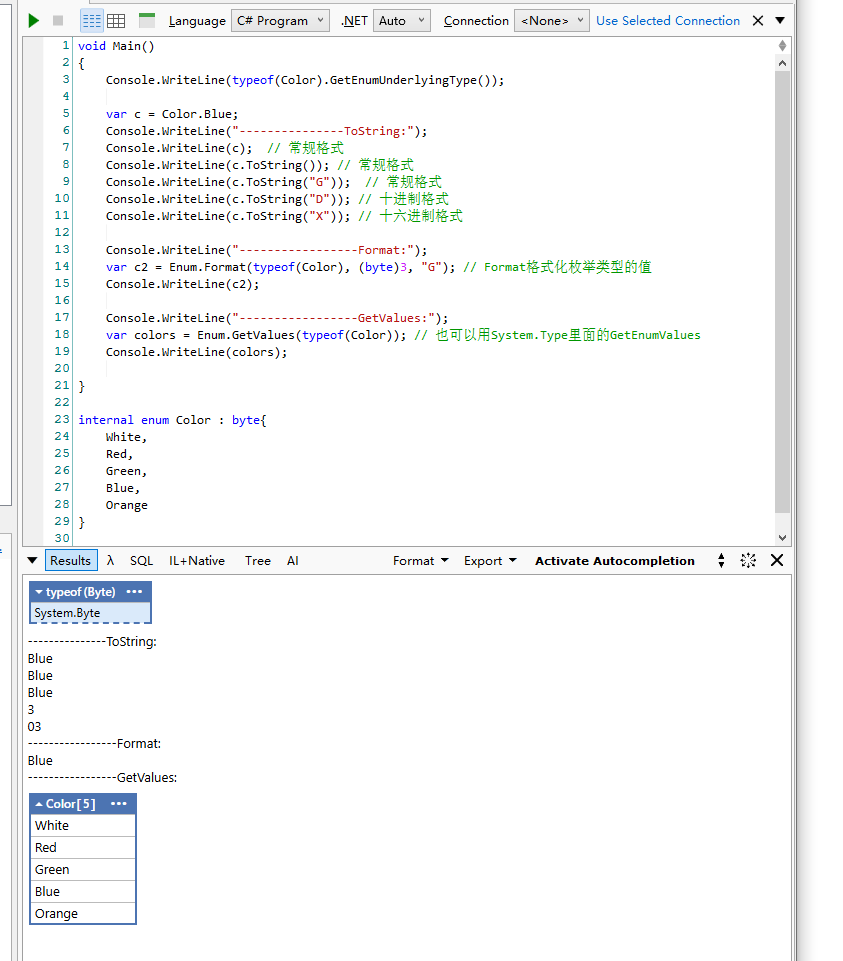 Language C# Program .NET Auto Connection <None> Use Selected Connection
1 void Main()
2 {
3 Console.WriteLine(typeof(Color).GetEnumUnderlyingType());
4
5 var c = Color.Blue;
6 Console.WriteLine("---------------ToString:");
7 Console.WriteLine(c);  // 常规格式
8 Console.WriteLine(c.ToString()); // 常规格式
9 Console.WriteLine(c.ToString("G"));  // 常规格式
10 Console.WriteLine(c.ToString("D")); // 十进制格式
11 Console.WriteLine(c.ToString("X")); // 十六进制格式
12
13 Console.WriteLine("-----------------Format:");
14 var c2 = Enum.Format(typeof(Color), (byte)3, "G"); // Format格式化枚举类型的值
15 Console.WriteLine(c2);
16
17 Console.WriteLine("-----------------GetValues:");
18 var colors = Enum.GetValues(typeof(Color)); // 也可以用System.Type里面的GetEnumValues
19 Console.WriteLine(colors);
20
21 }
22
23 internal enum Color : byte{
24 White,
25 Red,
26 Green,
27 Blue,
28 Orange
29 }
30
Results λ SQL IL+Native Tree AI Format Export Activate Autocompletion
typeof (Byte) •••
System.Byte
---------------ToString:
Blue
Blue
Blue
3
03
-----------------Format:
Blue
-----------------GetValues:
Color[5] •••
White
Red
Green
Blue
Orange